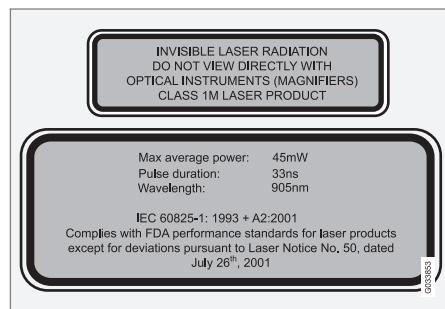 INVISIBLE LASER RADIATION
DO NOT VIEW DIRECTLY WITH
OPTICAL INSTRUMENTS (MAGNIFIERS)
CLASS 1M LASER PRODUCT
Max average power: 45mW
Pulse duration: 33ns
Wavelength: 905nm
IEC 60825-1: 1993 + A2:2001
Complies with FDA performance standards for laser products
except for deviations pursuant to Laser Notice No. 50, dated
July 26th, 2001
G033853